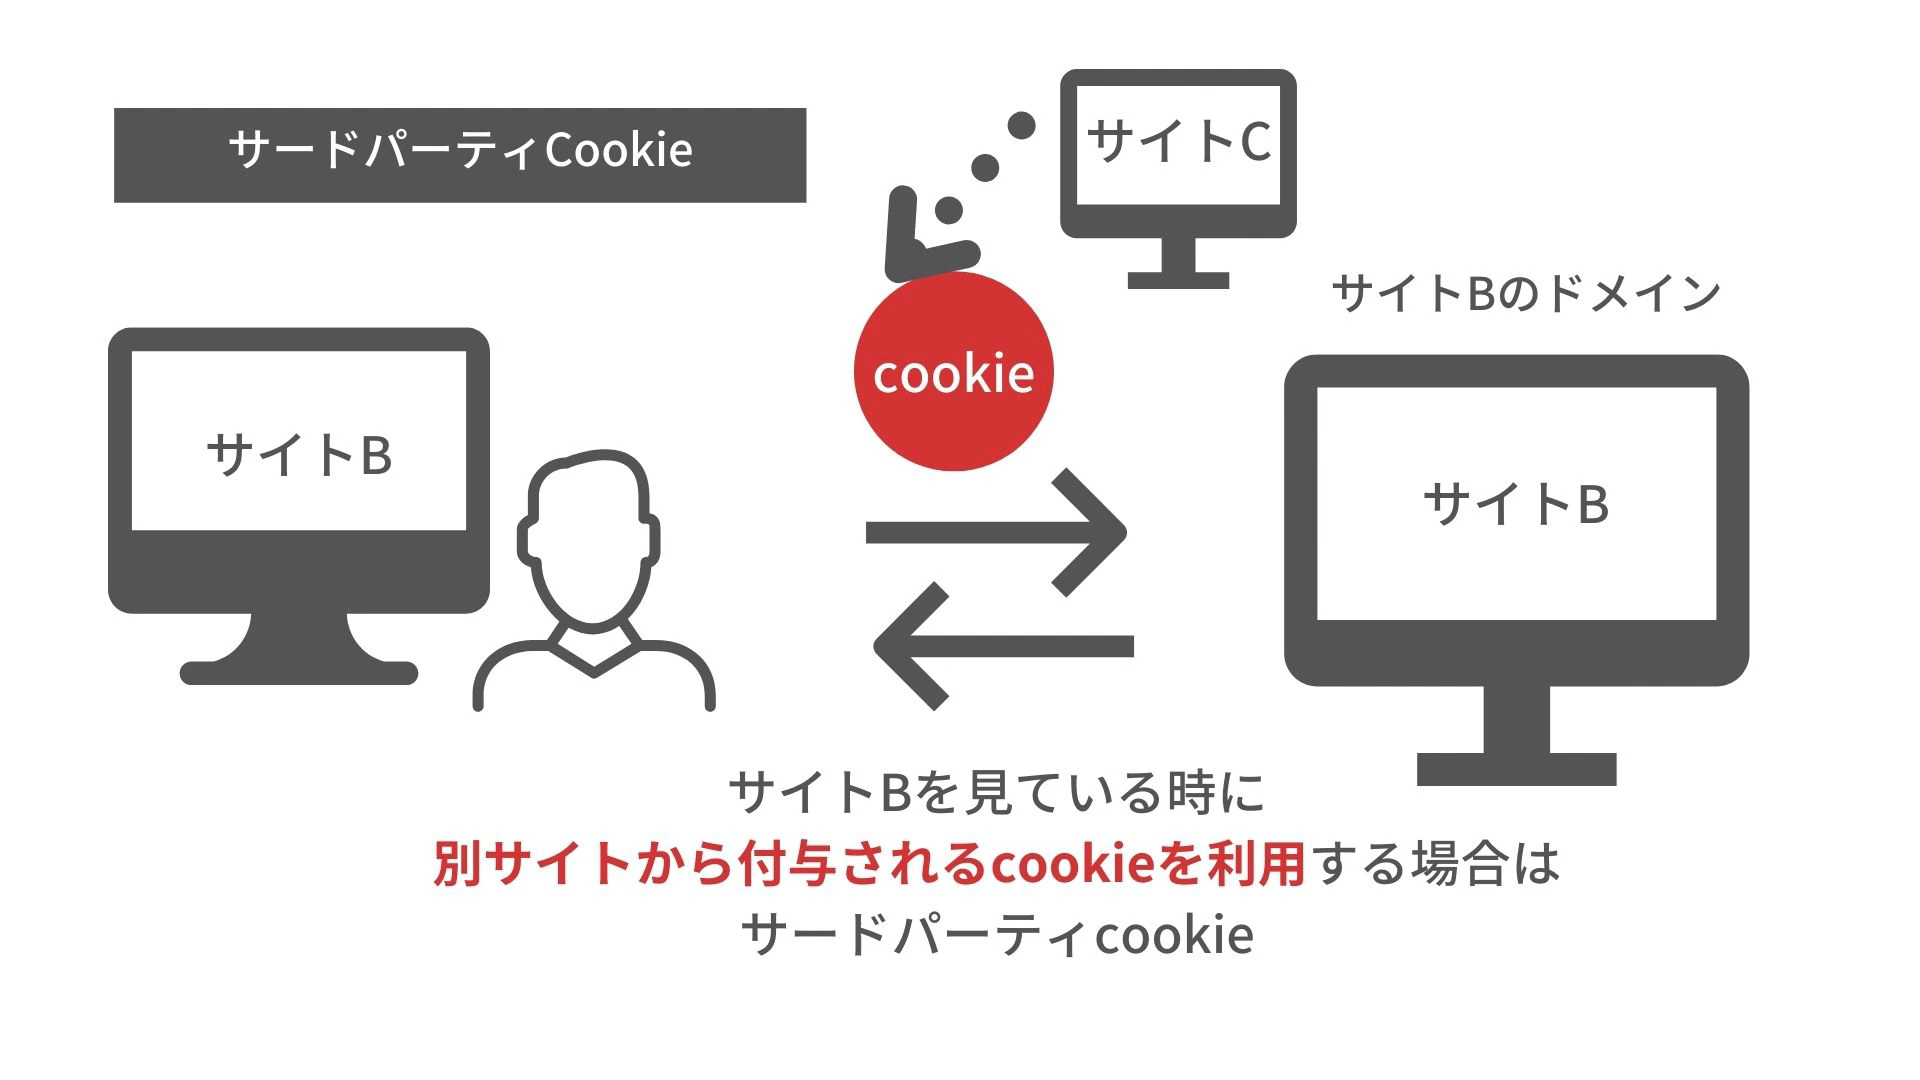 サードパーティCookie
サイトC
cookie
サイトBのドメイン
サイトB
サイトB
サイトBを見ている時に
別サイトから付与されるcookieを利用する場合は
サードパーティcookie